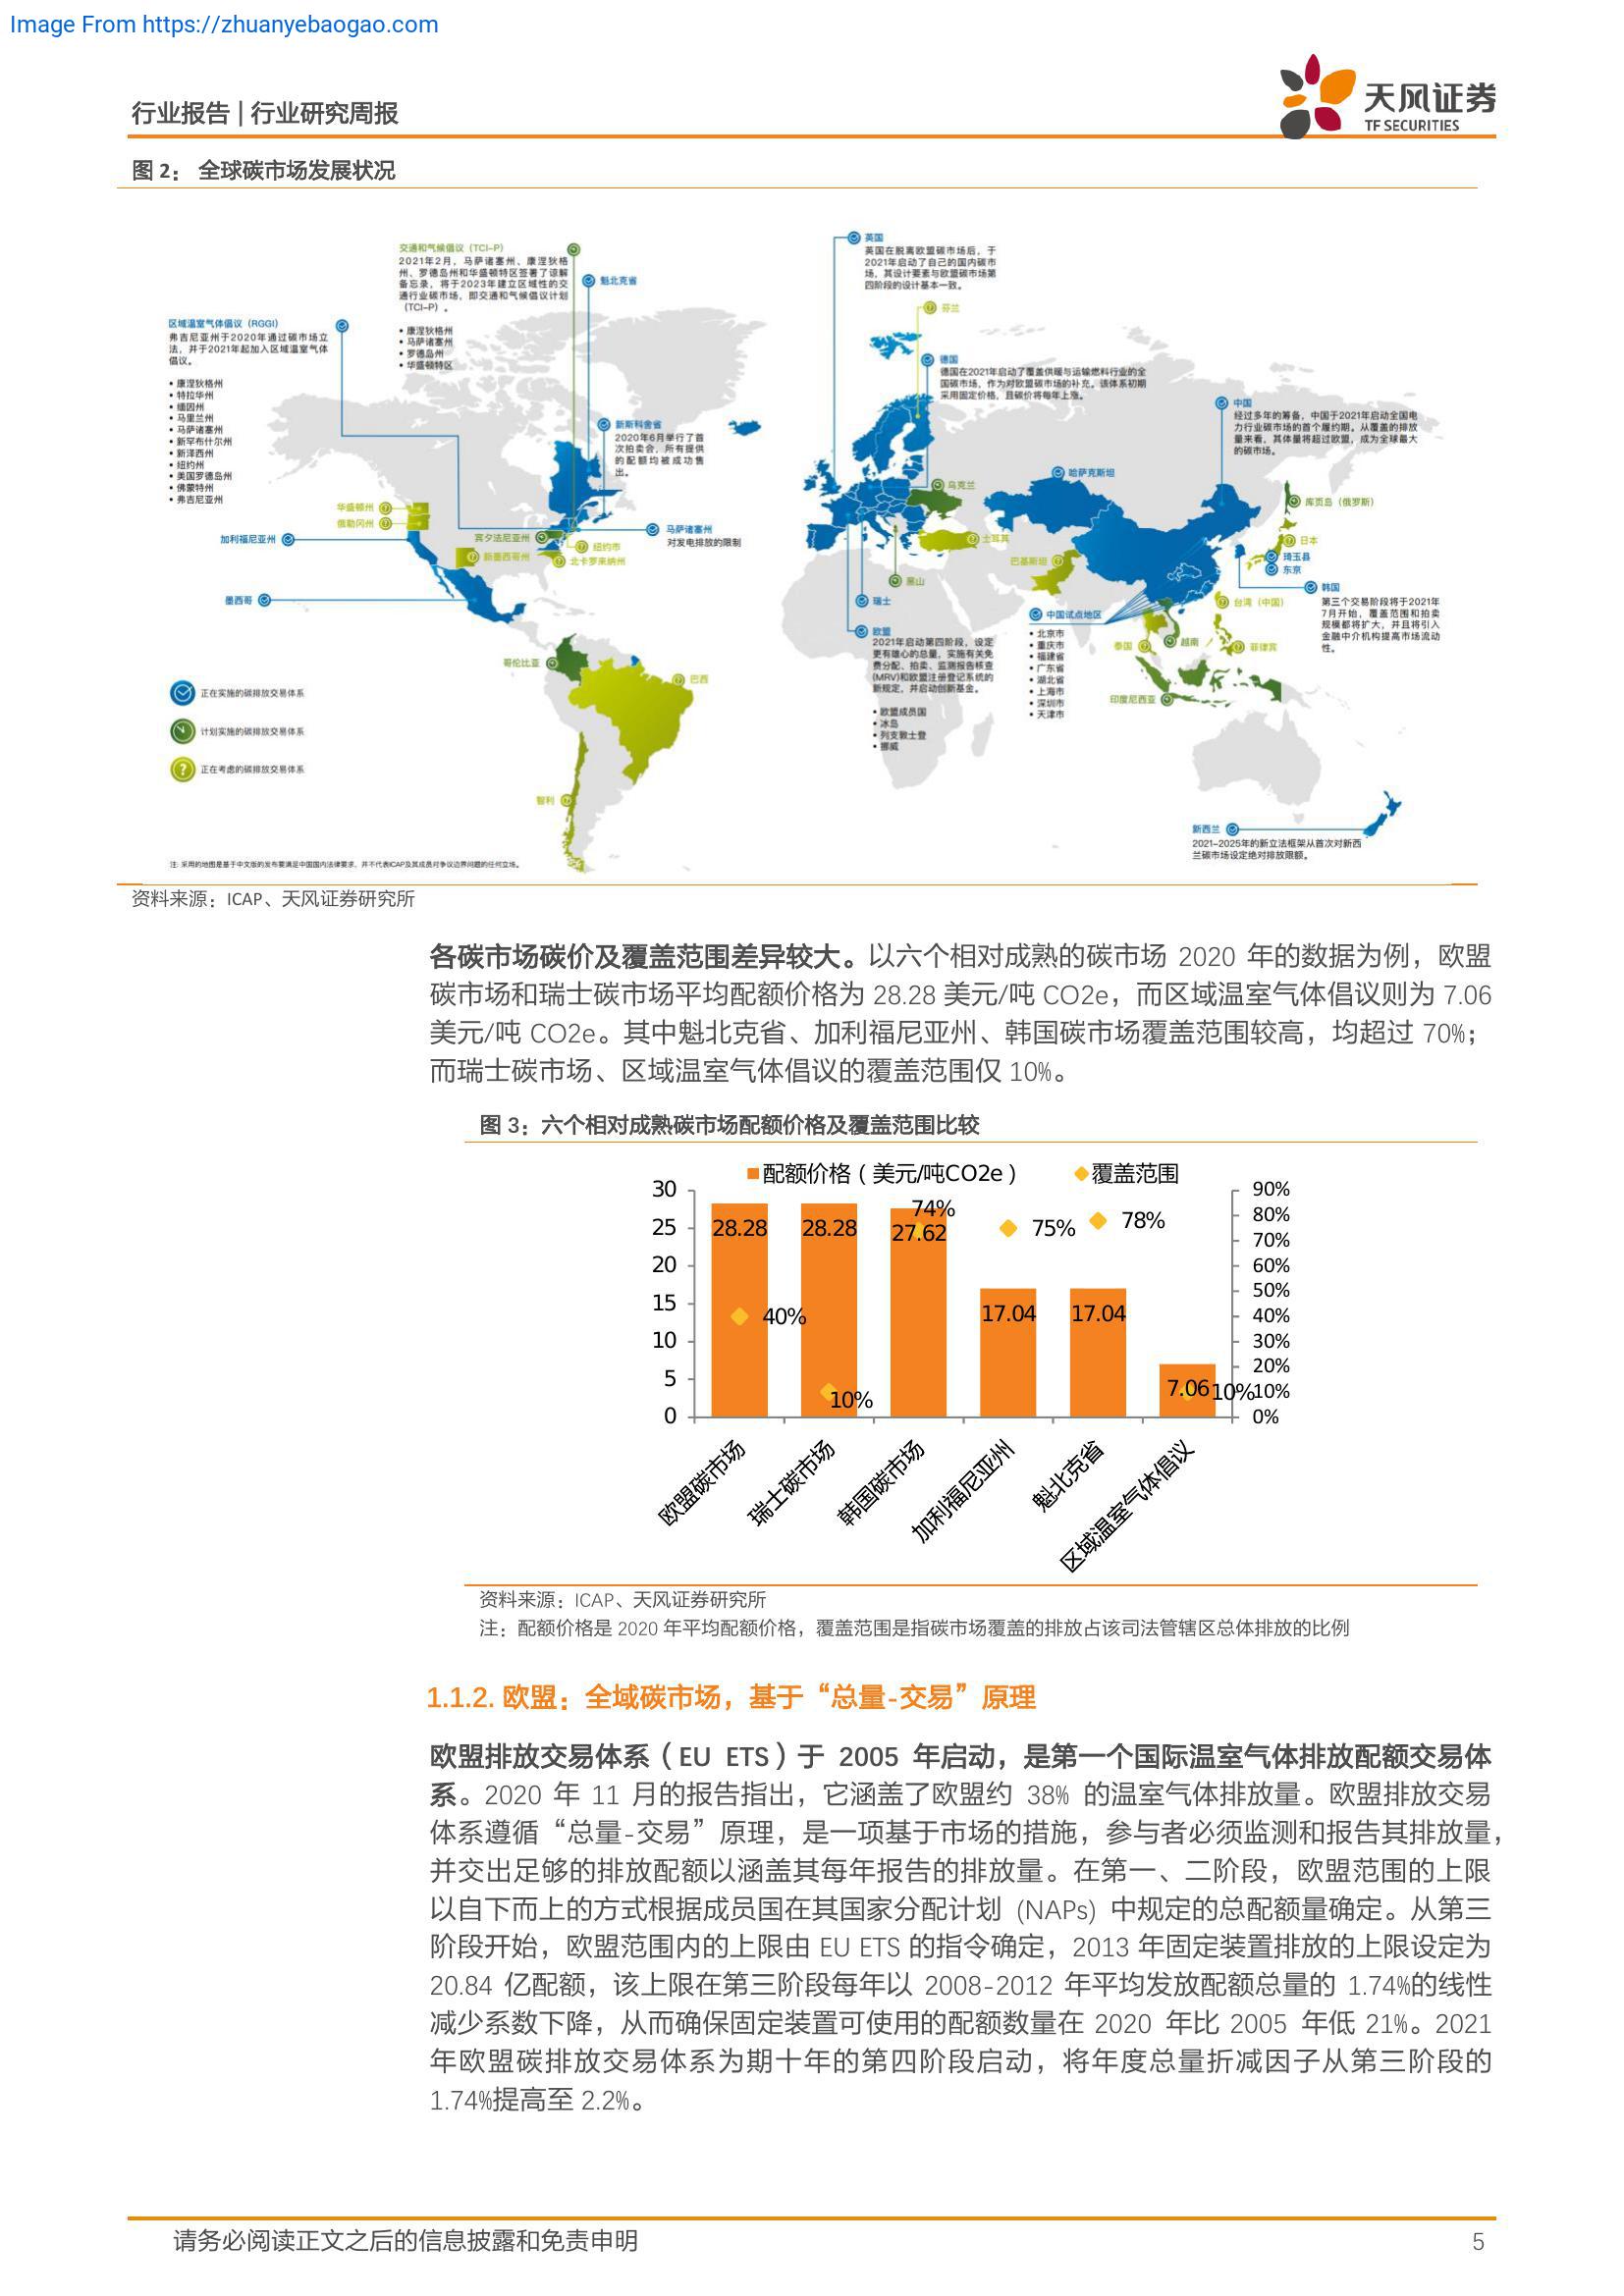 Image From https://zhuanyebaogao.com
行业报告 | 行业研究周报
天风证券
TF SECURITIES
图 2： 全球碳市场发展状况
交通和气候倡议（TCI-P）
2021年2月，马萨诸塞州、康涅狄格
州、罗德岛州和华盛顿特区签署了谅解
备忘录，将于2023年建立区域性的交
通行业碳市场，即交通和气候倡议计划
（TCI-P）。
• 康涅狄格州
• 马萨诸塞州
• 罗德岛州
• 华盛顿特区
魁北克省
区域温室气体倡议（RGGI）
弗吉尼亚州于2020年通过碳市场立
法，并于2021年起加入区域温室气体
倡议。
• 康涅狄格州
• 特拉华州
• 缅因州
• 马里兰州
• 马萨诸塞州
• 新罕布什尔州
• 新泽西州
• 纽约州
• 美国罗德岛州
• 佛蒙特州
• 弗吉尼亚州
新斯科舍省
2020年6月举行了首
次拍卖会，所有提供
的配额均被成功售
出。
华盛顿州
俄勒冈州
加利福尼亚州
新墨西哥州
宾夕法尼亚州
纽约市
北卡罗来纳州
马萨诸塞州
对发电排放的限制
墨西哥
哥伦比亚
巴西
智利
正在实施的碳排放交易体系
计划实施的碳排放交易体系
正在考虑的碳排放交易体系
英国
英国在脱离欧盟碳市场后，于
2021年启动了自己的国内碳市
场，其设计要素与欧盟碳市场第
四阶段的设计基本一致。
芬兰
德国
德国在2021年启动了覆盖供暖与运输燃料行业的全
国碳市场，作为对欧盟碳市场的补充。该体系初期
采用固定价格，且碳价将每年上涨。
中国
经过多年的筹备，中国于2021年启动全国电
力行业碳市场的首个履约期。从覆盖的排放
量来看，其体量将超过欧盟，成为全球最大
的碳市场。
哈萨克斯坦
乌克兰
库页岛（俄罗斯）
土耳其
日本
巴基斯坦
埼玉县
东京
黑山
瑞士
韩国
第三个交易阶段将于2021年
7月开始，覆盖范围和拍卖
规模都将扩大，并且将引入
金融中介机构提高市场流动
性。
台湾（中国）
中国试点地区
• 北京市
• 重庆市
• 福建省
• 广东省
• 湖北省
• 上海市
• 深圳市
• 天津市
欧盟
2021年启动第四阶段，设定
更有雄心的总量，实施有关免
费分配、拍卖、监测报告核查
(MRV)和欧盟注册登记系统的
新规定，并启动创新基金。
• 欧盟成员国
• 冰岛
• 列支敦士登
• 挪威
泰国
越南
菲律宾
印度尼西亚
新西兰
2021-2025年的新立法框架从首次对新西
兰碳市场设定绝对排放限额。
注: 采用的地图是基于中文版的发布要满足中国国内法律要求，并不代表ICAP及其成员对争议边界问题的任何立场。
资料来源：ICAP、天风证券研究所
各碳市场碳价及覆盖范围差异较大。以六个相对成熟的碳市场 2020 年的数据为例，欧盟
碳市场和瑞士碳市场平均配额价格为 28.28 美元/吨 CO2e，而区域温室气体倡议则为 7.06
美元/吨 CO2e。其中魁北克省、加利福尼亚州、韩国碳市场覆盖范围较高，均超过 70%；
而瑞士碳市场、区域温室气体倡议的覆盖范围仅 10%。
图 3：六个相对成熟碳市场配额价格及覆盖范围比较
配额价格（美元/吨CO2e） 覆盖范围
30
25
20
15
10
5
0
28.28 28.28 27.62 17.04 17.04 7.06
40% 10% 74% 75% 78% 10%
90%
80%
70%
60%
50%
40%
30%
20%
10%
0%
欧盟碳市场
瑞士碳市场
韩国碳市场
加利福尼亚州
魁北克省
区域温室气体倡议
资料来源：ICAP、天风证券研究所
注：配额价格是 2020 年平均配额价格，覆盖范围是指碳市场覆盖的排放占该司法管辖区总体排放的比例
1.1.2. 欧盟：全域碳市场，基于“总量-交易”原理
欧盟排放交易体系（EU ETS）于 2005 年启动，是第一个国际温室气体排放配额交易体
系。2020 年 11 月的报告指出，它涵盖了欧盟约 38% 的温室气体排放量。欧盟排放交易
体系遵循“总量-交易”原理，是一项基于市场的措施，参与者必须监测和报告其排放量，
并交出足够的排放配额以涵盖其每年报告的排放量。在第一、二阶段，欧盟范围的上限
以自下而上的方式根据成员国在其国家分配计划 (NAPs) 中规定的总配额量确定。从第三
阶段开始，欧盟范围内的上限由 EU ETS 的指令确定，2013 年固定装置排放的上限设定为
20.84 亿配额，该上限在第三阶段每年以 2008-2012 年平均发放配额总量的 1.74%的线性
减少系数下降，从而确保固定装置可使用的配额数量在 2020 年比 2005 年低 21%。2021
年欧盟碳排放交易体系为期十年的第四阶段启动，将年度总量折减因子从第三阶段的
1.74%提高至 2.2%。
请务必阅读正文之后的信息披露和免责申明
5